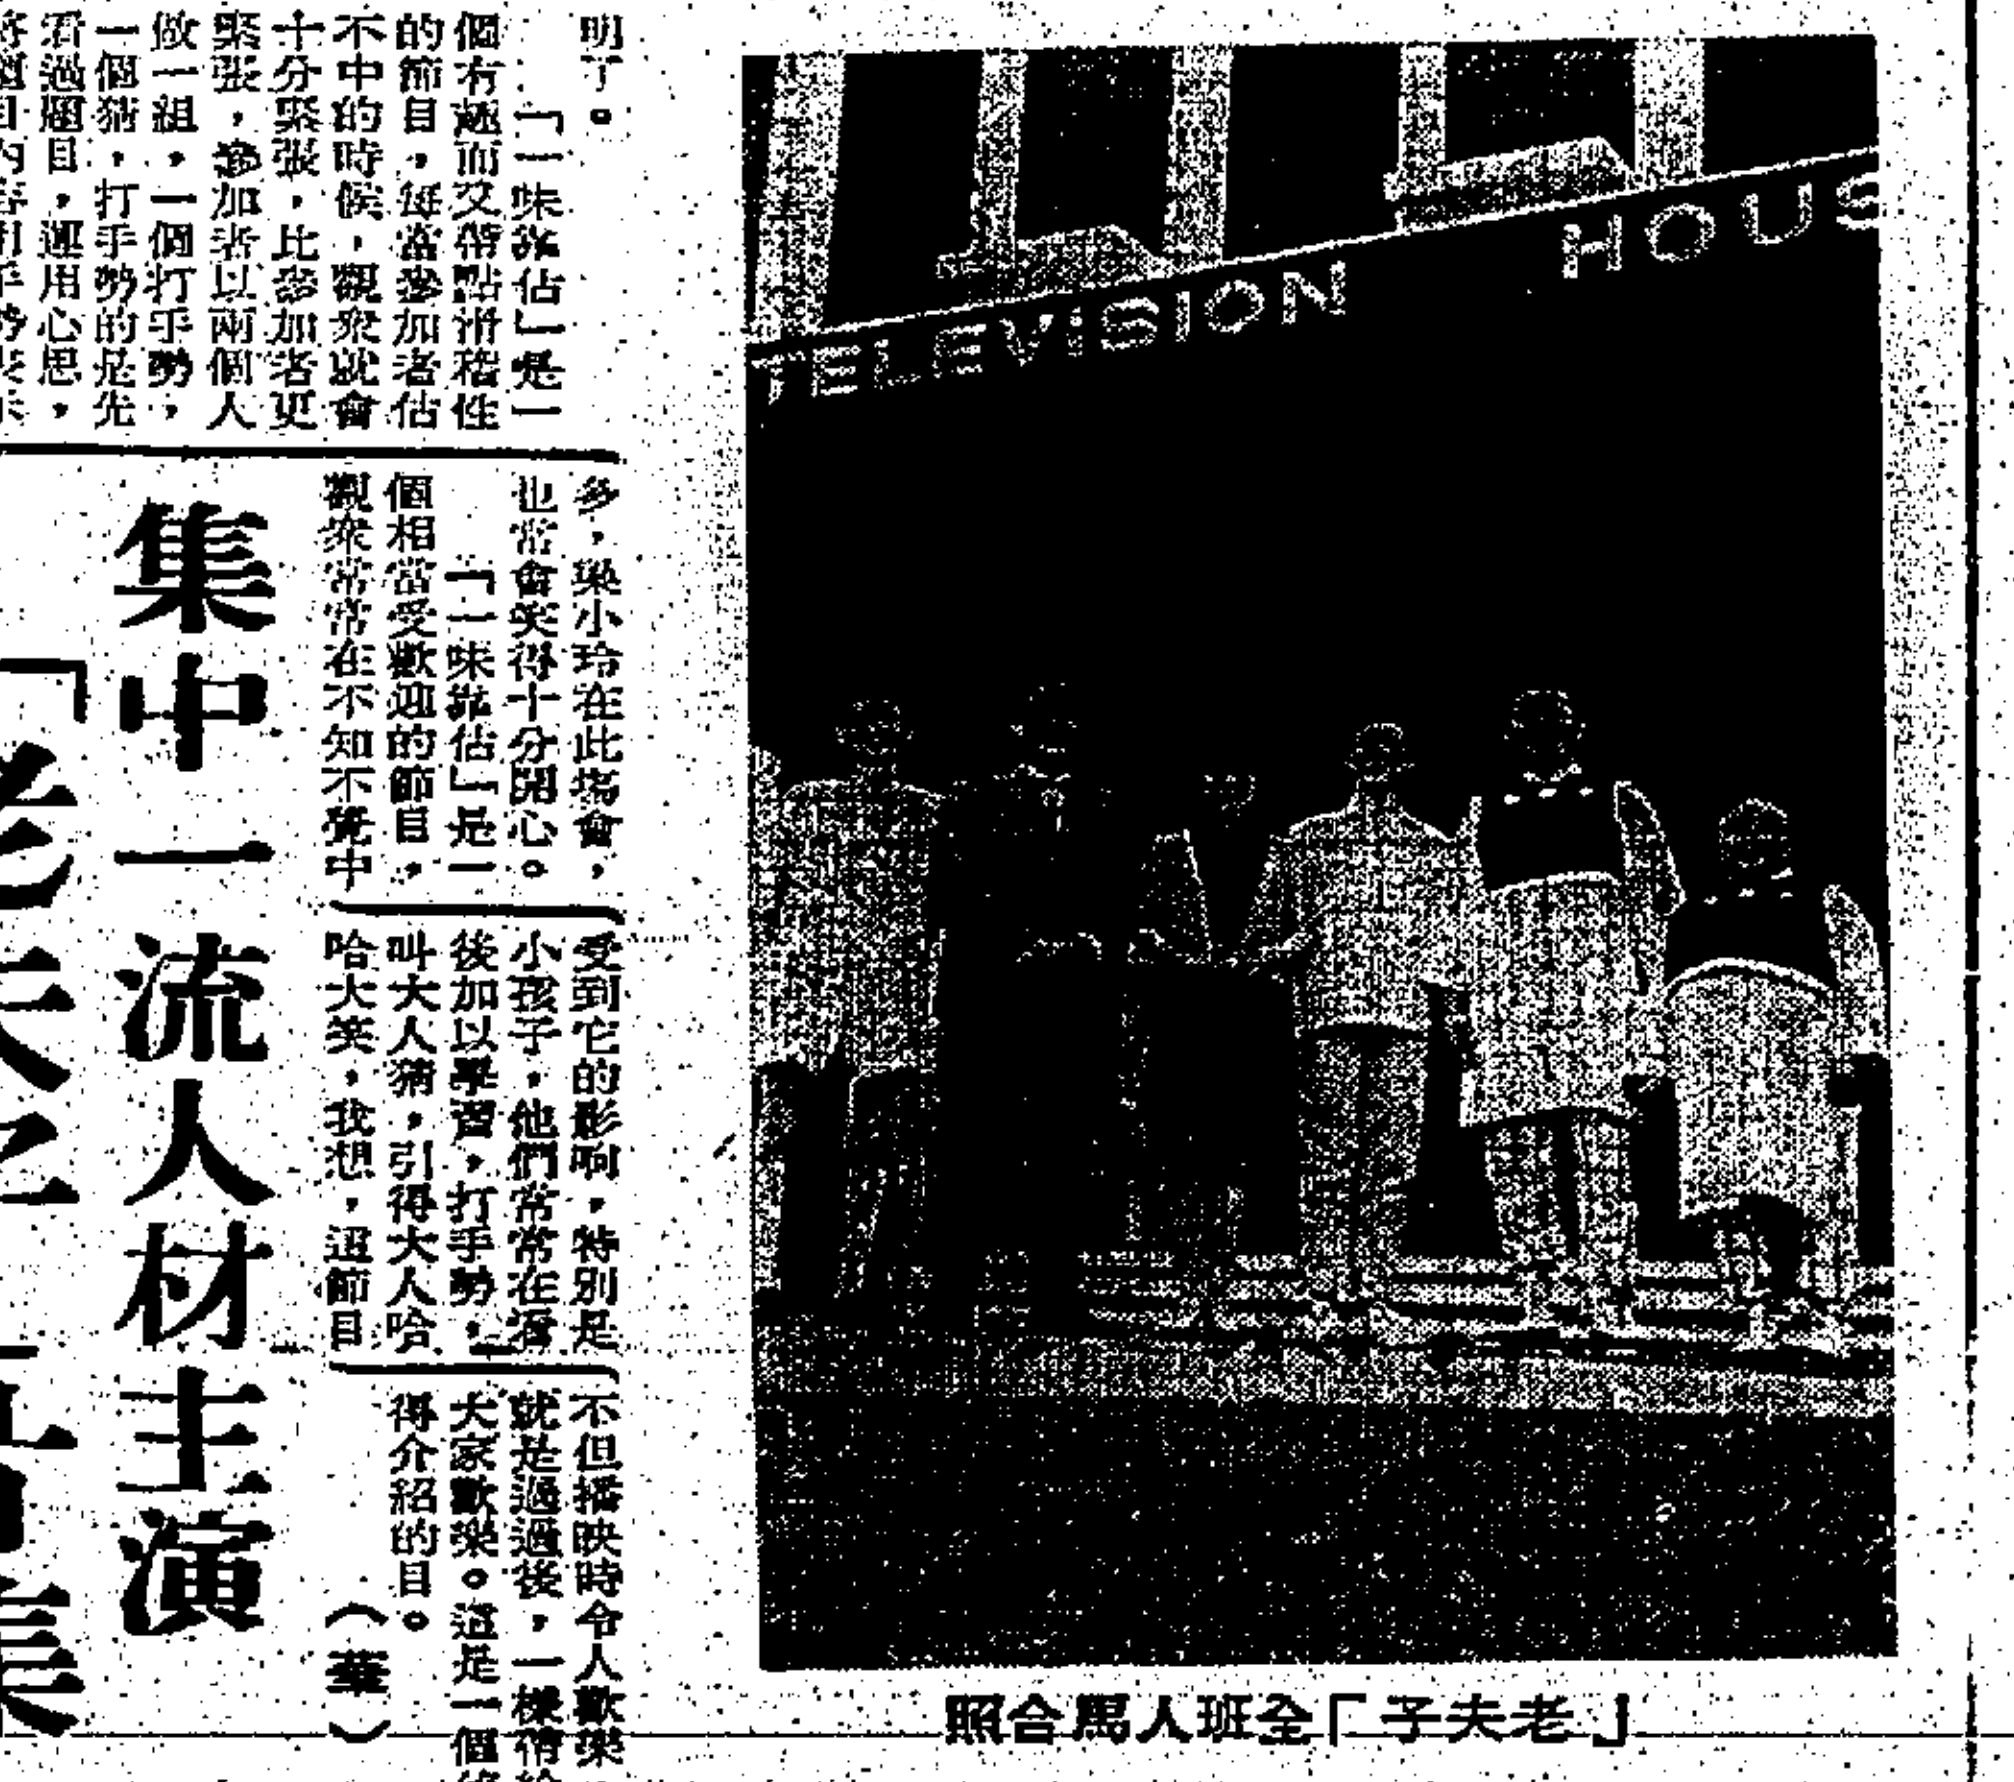 明了。
「一味靠估」是一
個有趣而又帶點滑稽性
的節目，每當參加者估
不中的時候，觀衆就會
十分緊張，比參加者更
緊張，參加者以兩個人
做一組，一個打手勢，
一個猜，打手勢的是先
看過題目，運用心思，
多，梁小玲在此塲會，
也常會笑得十分開心。
「一味靠估」是一
個相當受歡迎的節目，
觀衆常常在不知不覺中
受到它的影响，特別是
小孩子，他們常常在看
後加以學習，打手勢，
叫大人猜，引得大人哈
哈大笑，我想，這節目
不但播映時令人歡樂
就是過過後，一樣帶給
大家歡樂。這是一個
得介紹的目。
（華）
集中一流人材主演
「老夫子
TELEVISION HOUS
照合馬人班全「子夫老」